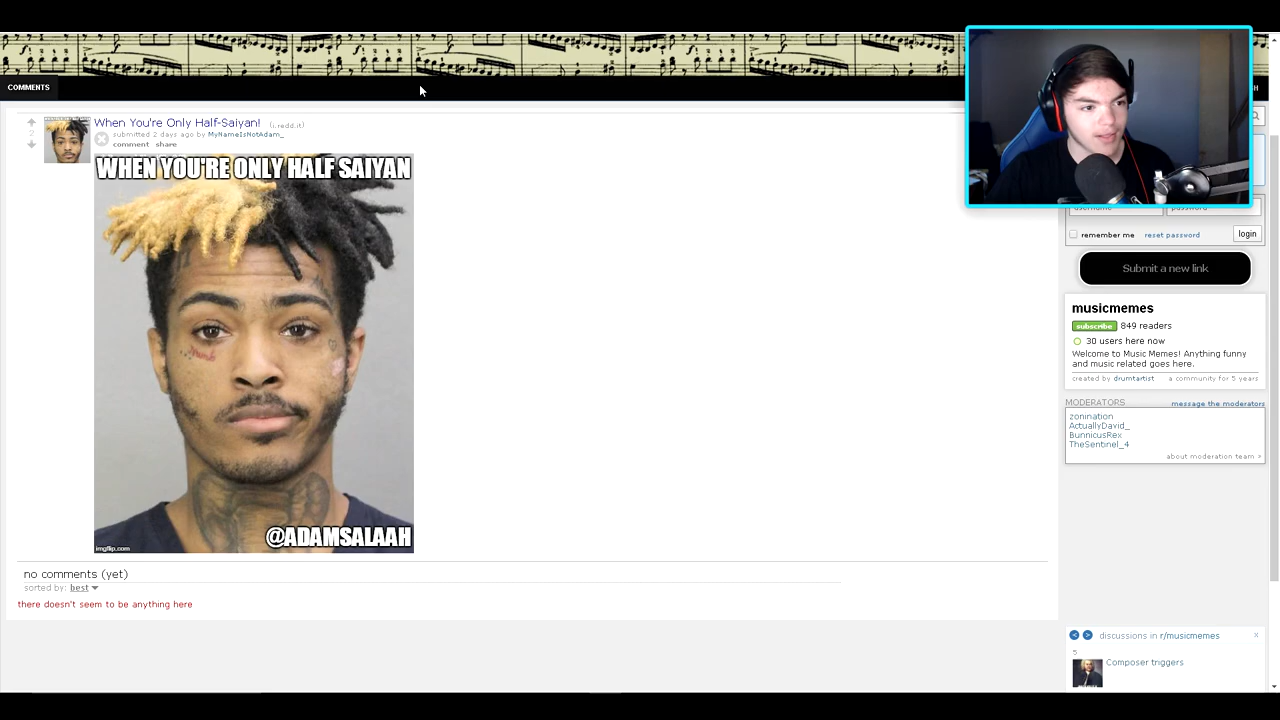 COMMENTS
When You're Only Half-Saiyan! (i.redd.it)
2
submitted 2 days ago by MyNameIsNotAdam_
comment share
WHEN YOU'RE ONLY HALF SAIYAN
@ADAMSALAAH
imgflip.com
no comments (yet)
sorted by: best
there doesn't seem to be anything here
remember me reset password login
Submit a new link
musicmemes
subscribe 849 readers
30 users here now
Welcome to Music Memes! Anything funny
and music related goes here.
created by drumtartist a community for 5 years
MODERATORS message the moderators
zonination
ActuallyDavid_
BunnicusRex
TheSentinel_4
about moderation team >
< > discussions in r/musicmemes X
5
Composer triggers